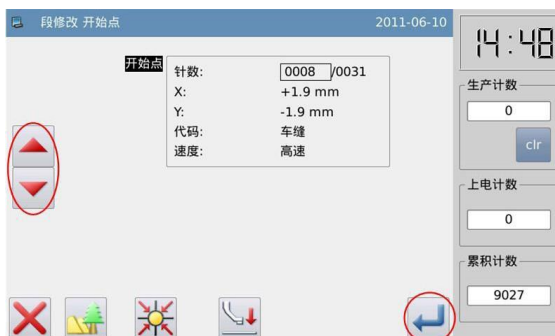 段修改 开始点 2011-06-10
14:48
开始点
针数: 0008 /0031
X: +1.9 mm
Y: -1.9 mm
代码: 车缝
速度: 高速
生产计数
0
clr
上电计数
0
累积计数
9027